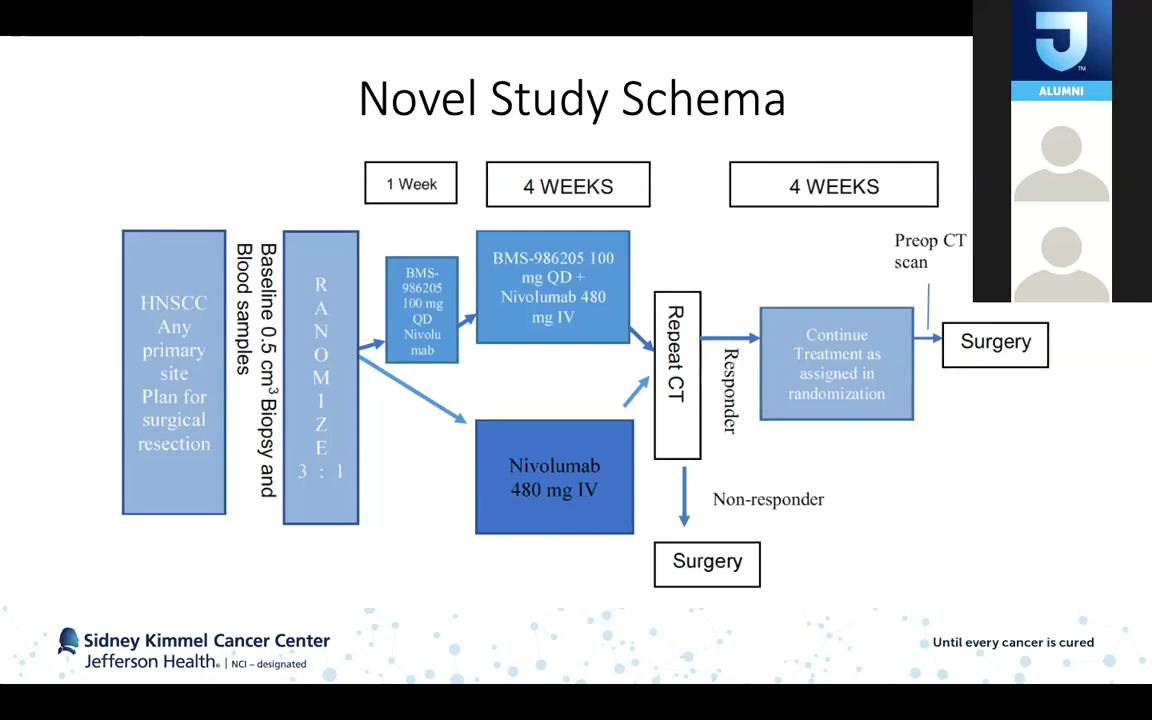 Novel Study Schema
ALUMNI
1 Week
4 WEEKS
4 WEEKS
HNSCC
Any
primary
site
Plan for
surgical
resection
Baseline 0.5 cm³ Biopsy and
Blood samples
R
A
N
O
M
I
Z
E
3 : 1
BMS-
986205
100 mg
QD
Nivolu
mab
BMS-986205 100
mg QD +
Nivolumab 480
mg IV
Nivolumab
480 mg IV
Repeat CT
Responder
Continue
Treatment as
assigned in
randomization
Preop CT
scan
Surgery
Non-responder
Surgery
Sidney Kimmel Cancer Center
Jefferson Health® | NCI – designated
Until every cancer is cured
J
TM